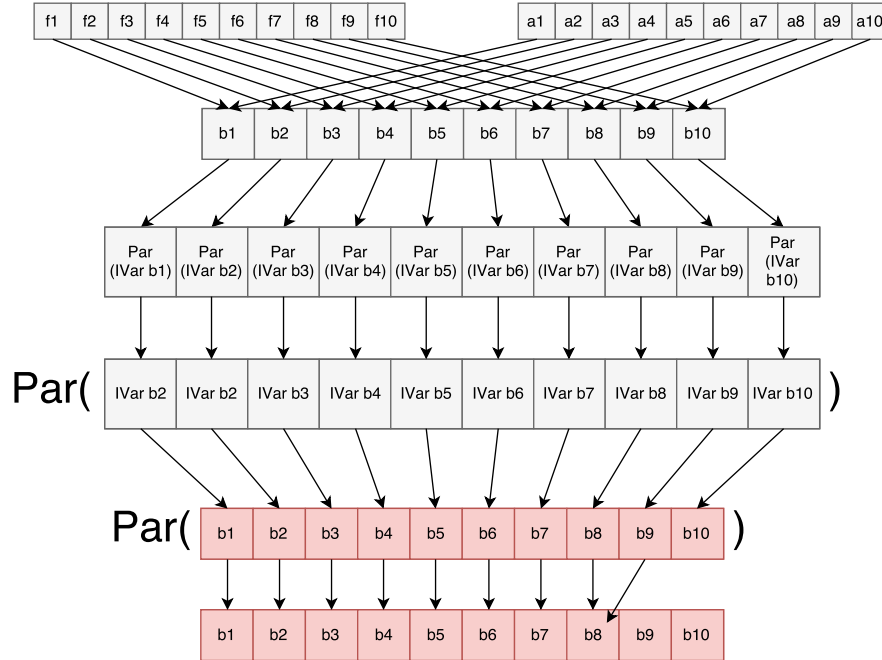 f1 f2 f3 f4 f5 f6 f7 f8 f9 f10 a1 a2 a3 a4 a5 a6 a7 a8 a9 a10
b1 b2 b3 b4 b5 b6 b7 b8 b9 b10
Par (IVar b1) Par (IVar b2) Par (IVar b3) Par (IVar b4) Par (IVar b5) Par (IVar b6) Par (IVar b7) Par (IVar b8) Par (IVar b9) Par (IVar b10)
Par( IVar b2 IVar b2 IVar b3 IVar b4 IVar b5 IVar b6 IVar b7 IVar b8 IVar b9 IVar b10 )
Par( b1 b2 b3 b4 b5 b6 b7 b8 b9 b10 )
b1 b2 b3 b4 b5 b6 b7 b8 b9 b10